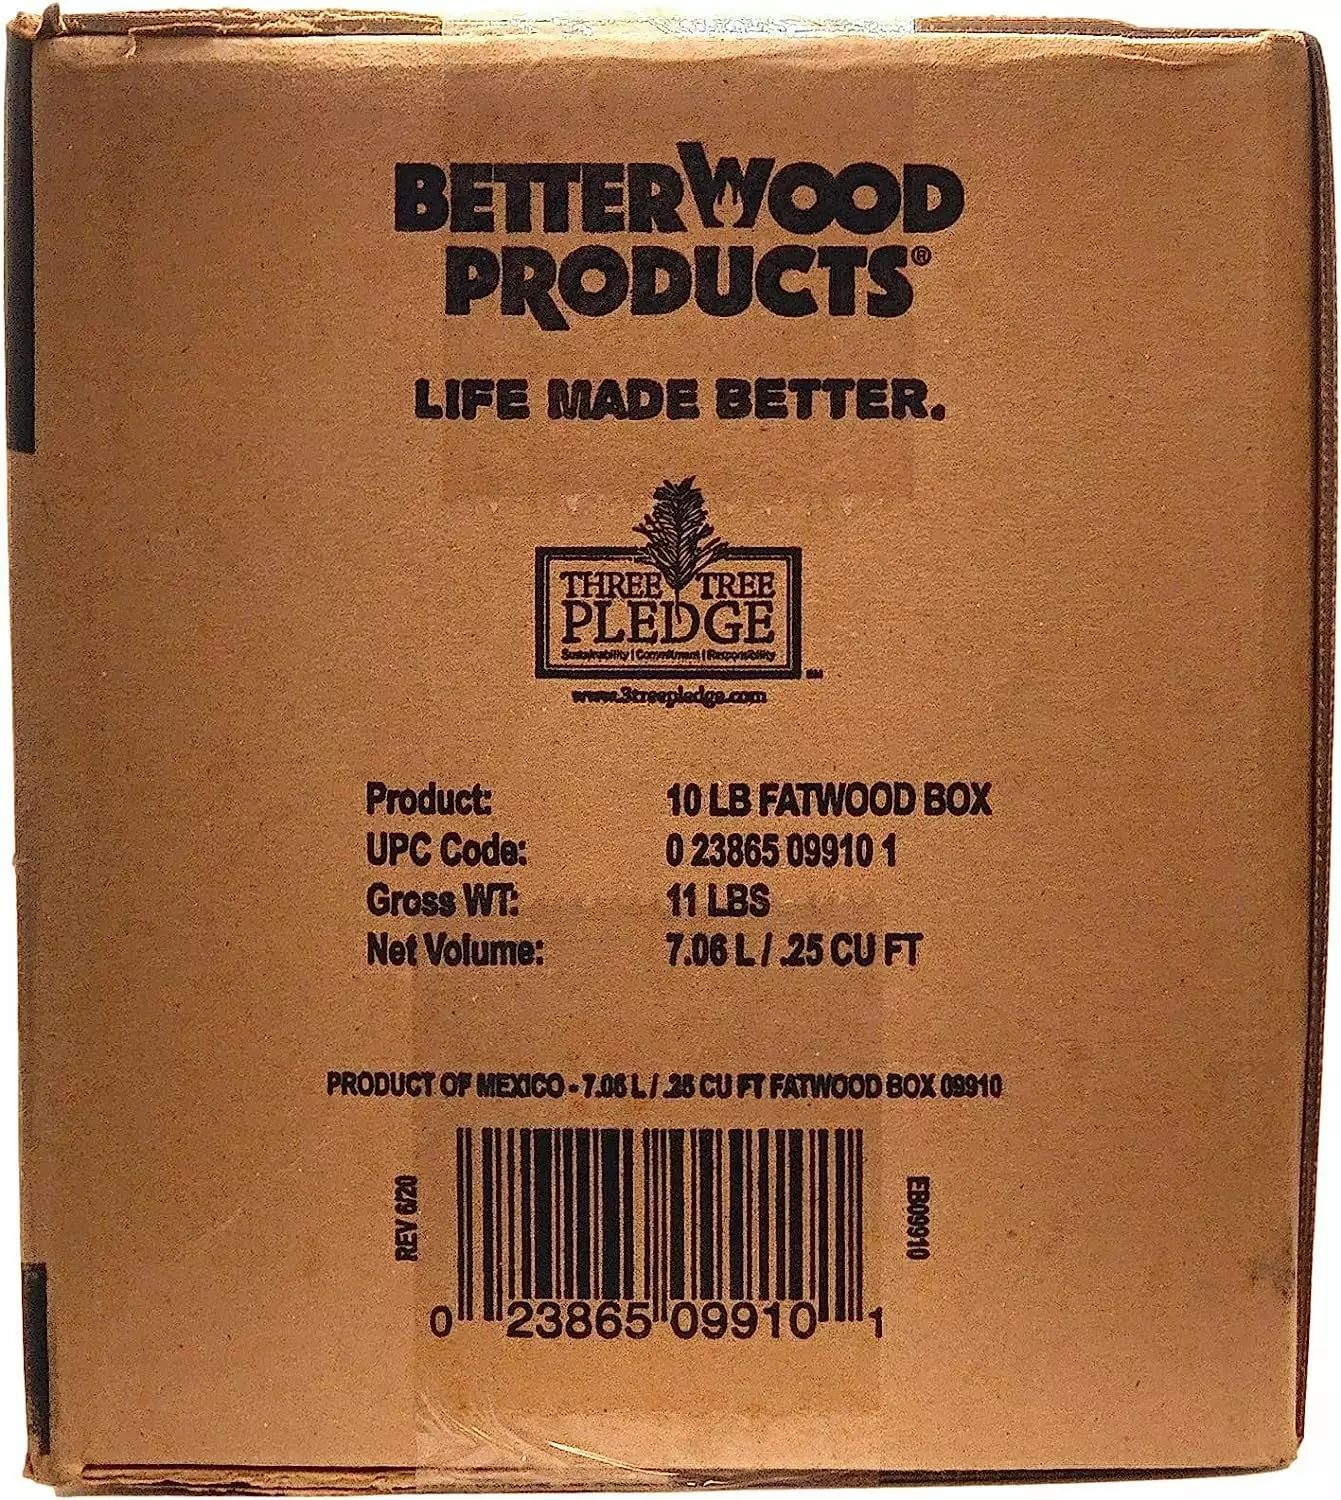 BETTERWOOD
PRODUCTS®
LIFE MADE BETTER.
THREE TREE
PLEDGE
Sustainability | Commitment | Responsibility
SM
www.3treepledge.com
Product: 10 LB FATWOOD BOX
UPC Code: 0 23865 09910 1
Gross WT: 11 LBS
Net Volume: 7.06 L / .25 CU FT
PRODUCT OF MEXICO - 7.06 L / .25 CU FT FATWOOD BOX 09910
REV 6/20
EB09910
0 23865 09910 1